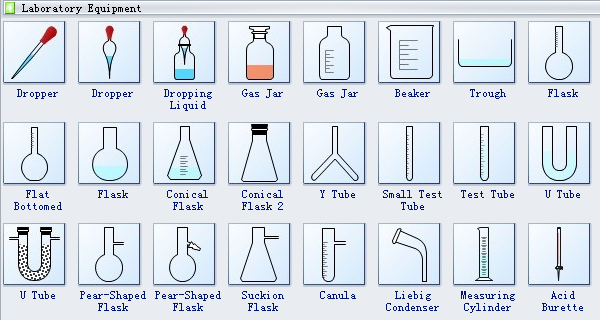 Laboratory Equipment
Dropper
Dropper
Dropping
Liquid
Gas Jar
Gas Jar
Beaker
Trough
Flask
Flat
Bottomed
Flask
Conical
Flask
Conical
Flask 2
Y Tube
Small Test
Tube
Test Tube
U Tube
U Tube
Pear-Shaped
Flask
Pear-Shaped
Flask
Suckion
Flask
Canula
Liebig
Condenser
Measuring
Cylinder
Acid
Burette